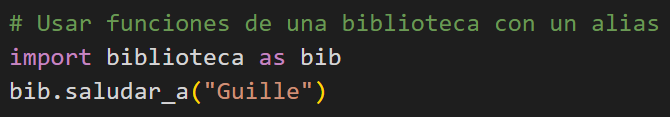 # Usar funciones de una biblioteca con un alias
import biblioteca as bib
bib.saludar_a("Guille")